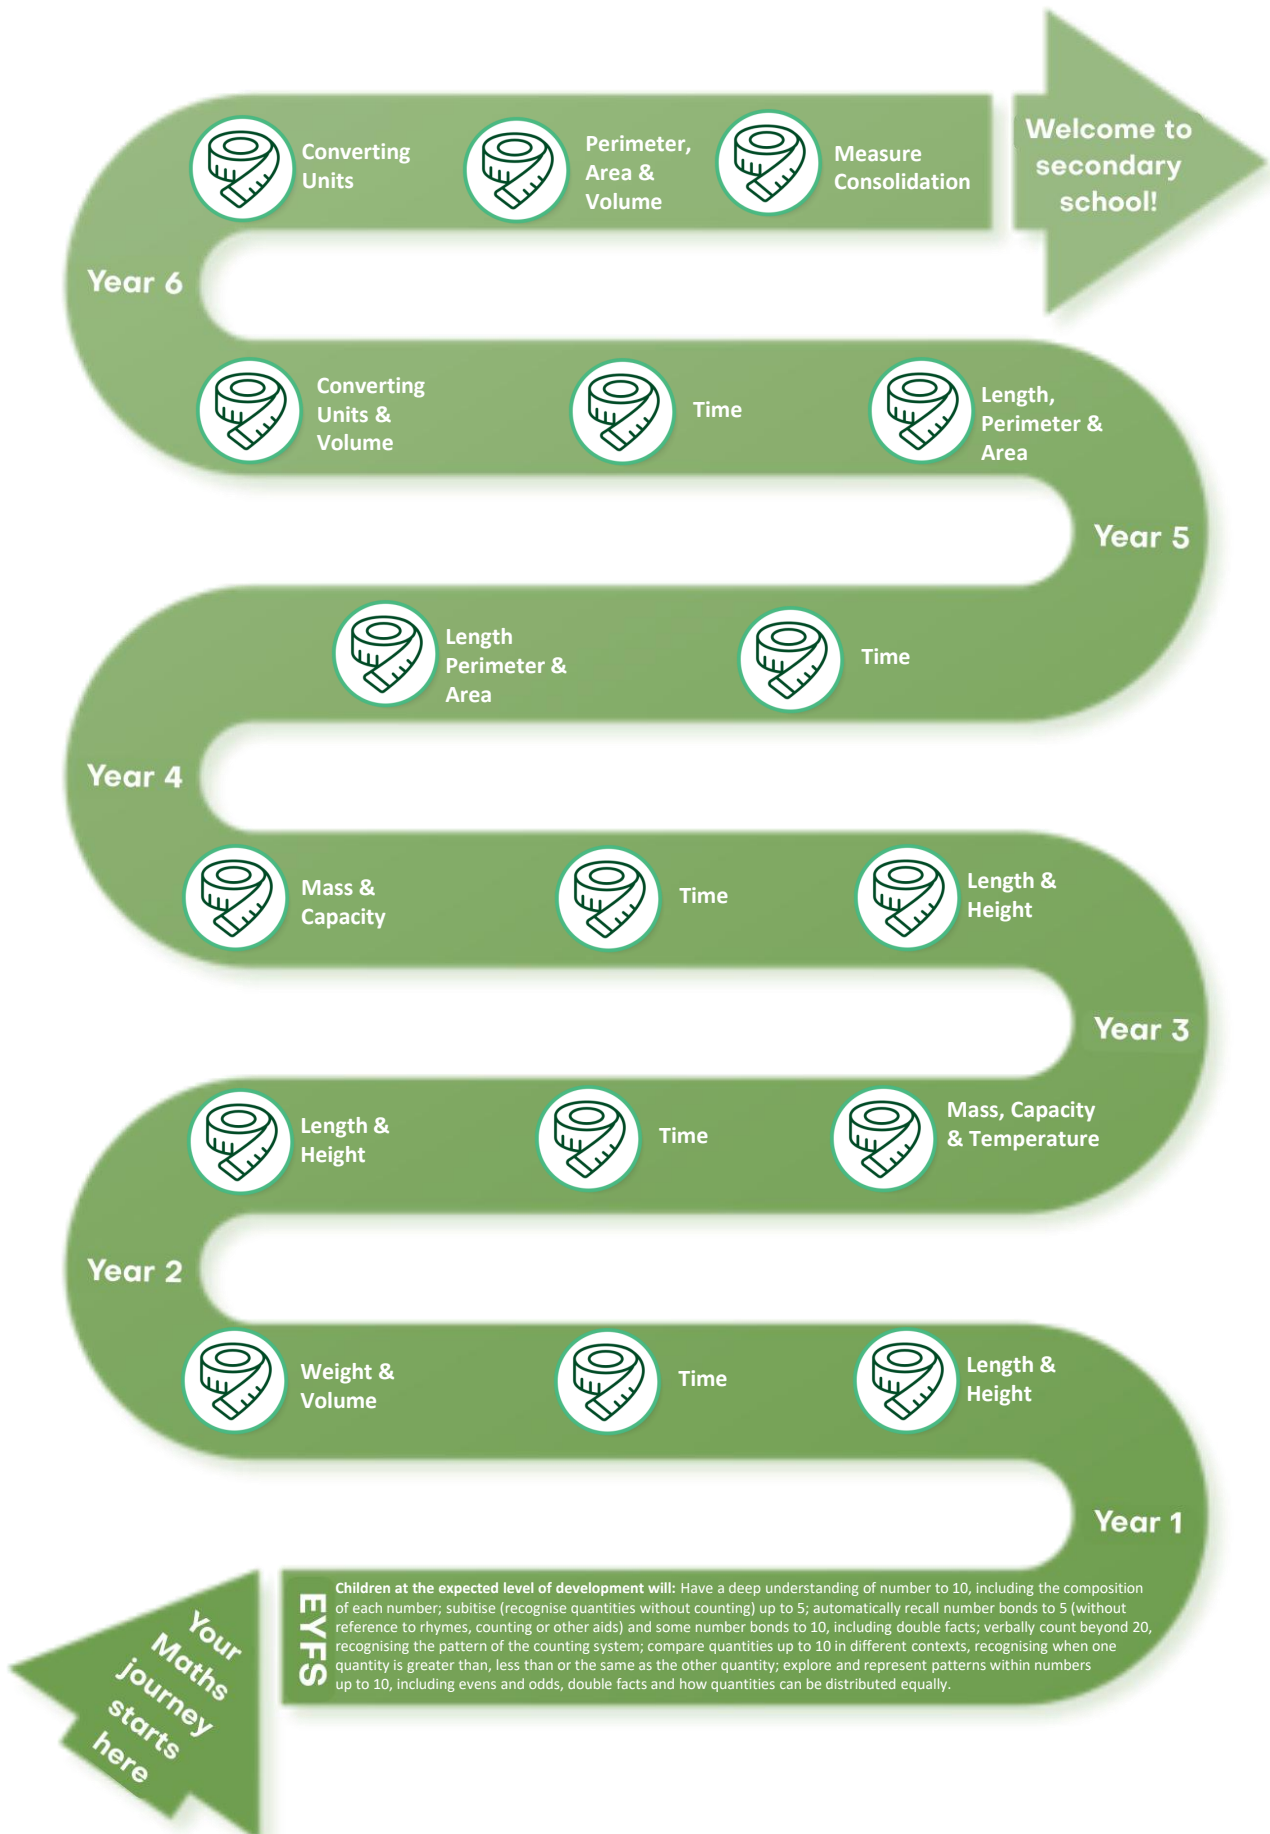 Welcome to
secondary
school!
Converting
Units
Perimeter,
Area &
Volume
Measure
Consolidation
Year 6
Converting
Units &
Volume
Time
Length,
Perimeter &
Area
Year 5
Length
Perimeter &
Area
Time
Year 4
Mass &
Capacity
Time
Length &
Height
Year 3
Length &
Height
Time
Mass, Capacity
& Temperature
Year 2
Weight &
Volume
Time
Length &
Height
Year 1
EYFS
Children at the expected level of development will: Have a deep understanding of number to 10, including the composition
of each number; subitise (recognise quantities without counting) up to 5; automatically recall number bonds to 5 (without
reference to rhymes, counting or other aids) and some number bonds to 10, including double facts; verbally count beyond 20,
recognising the pattern of the counting system; compare quantities up to 10 in different contexts, recognising when one
quantity is greater than, less than or the same as the other quantity; explore and represent patterns within numbers
up to 10, including evens and odds, double facts and how quantities can be distributed equally.
Your
Maths
journey
starts
here